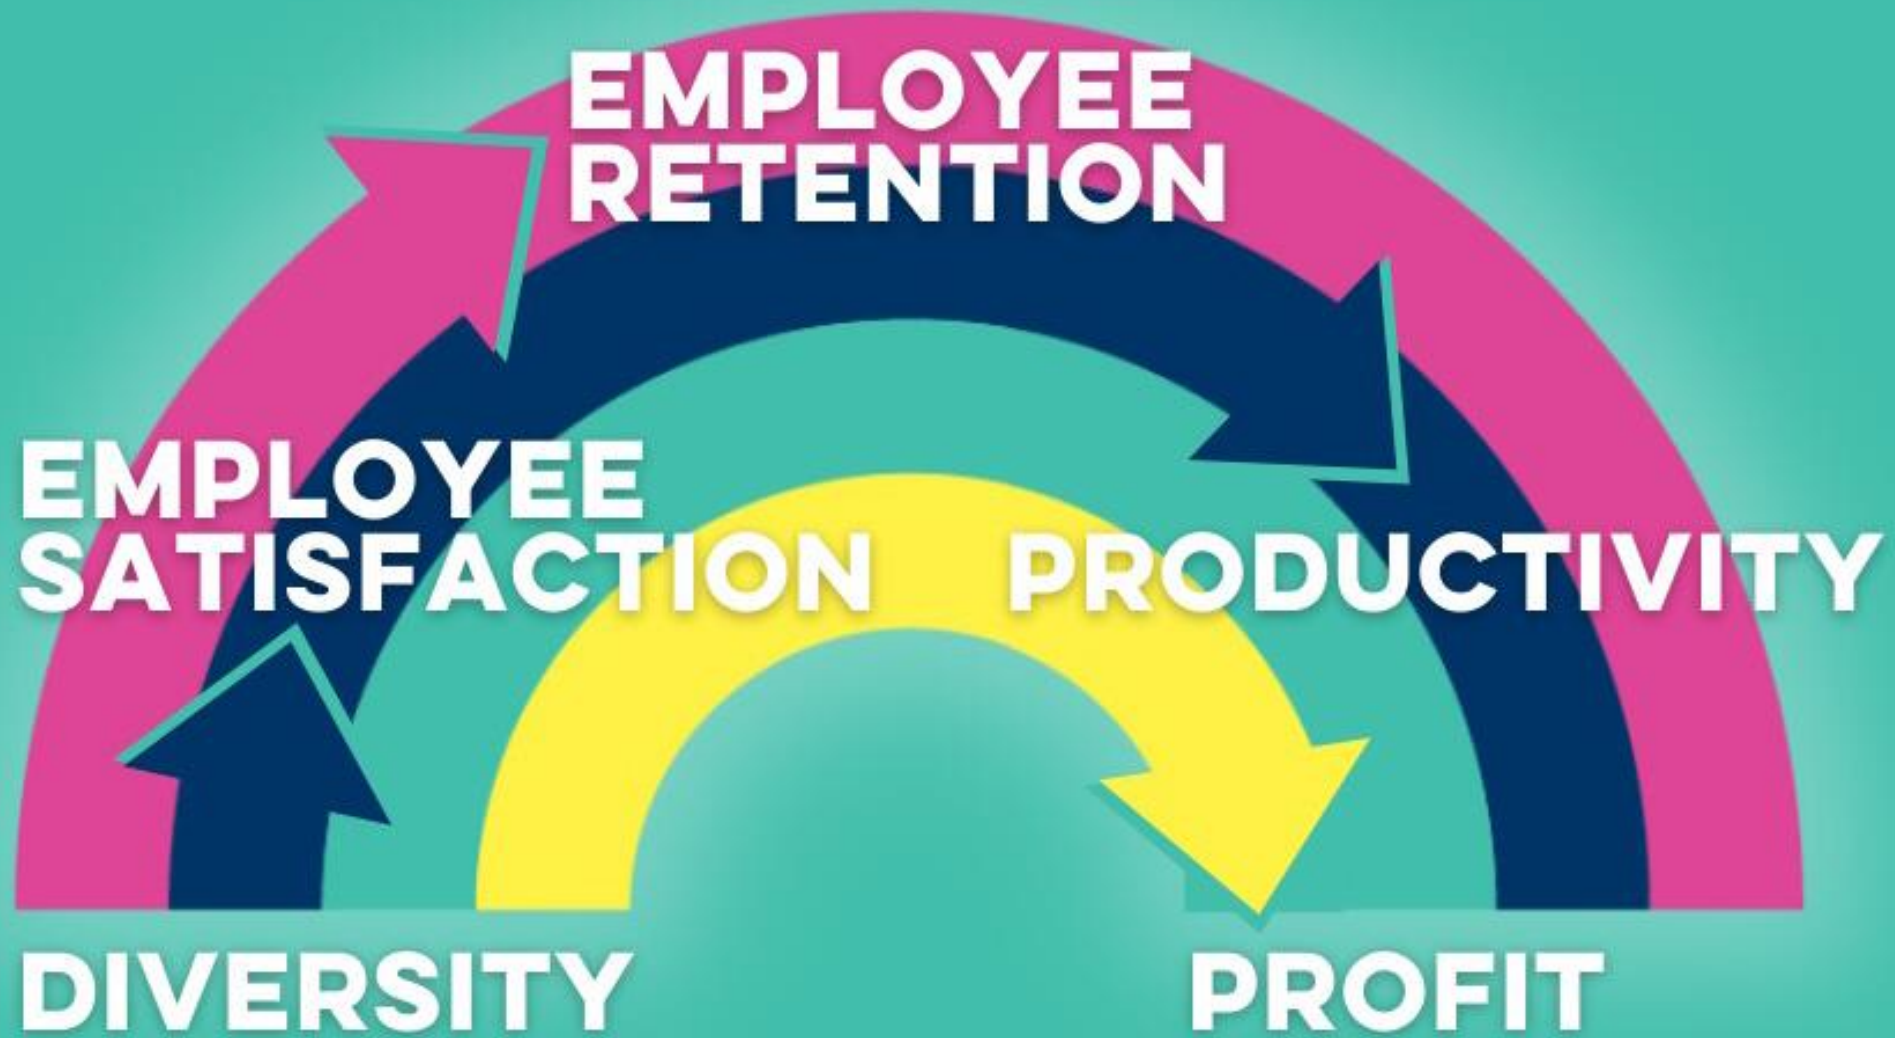 EMPLOYEE
RETENTION
EMPLOYEE
SATISFACTION
PRODUCTIVITY
DIVERSITY
PROFIT